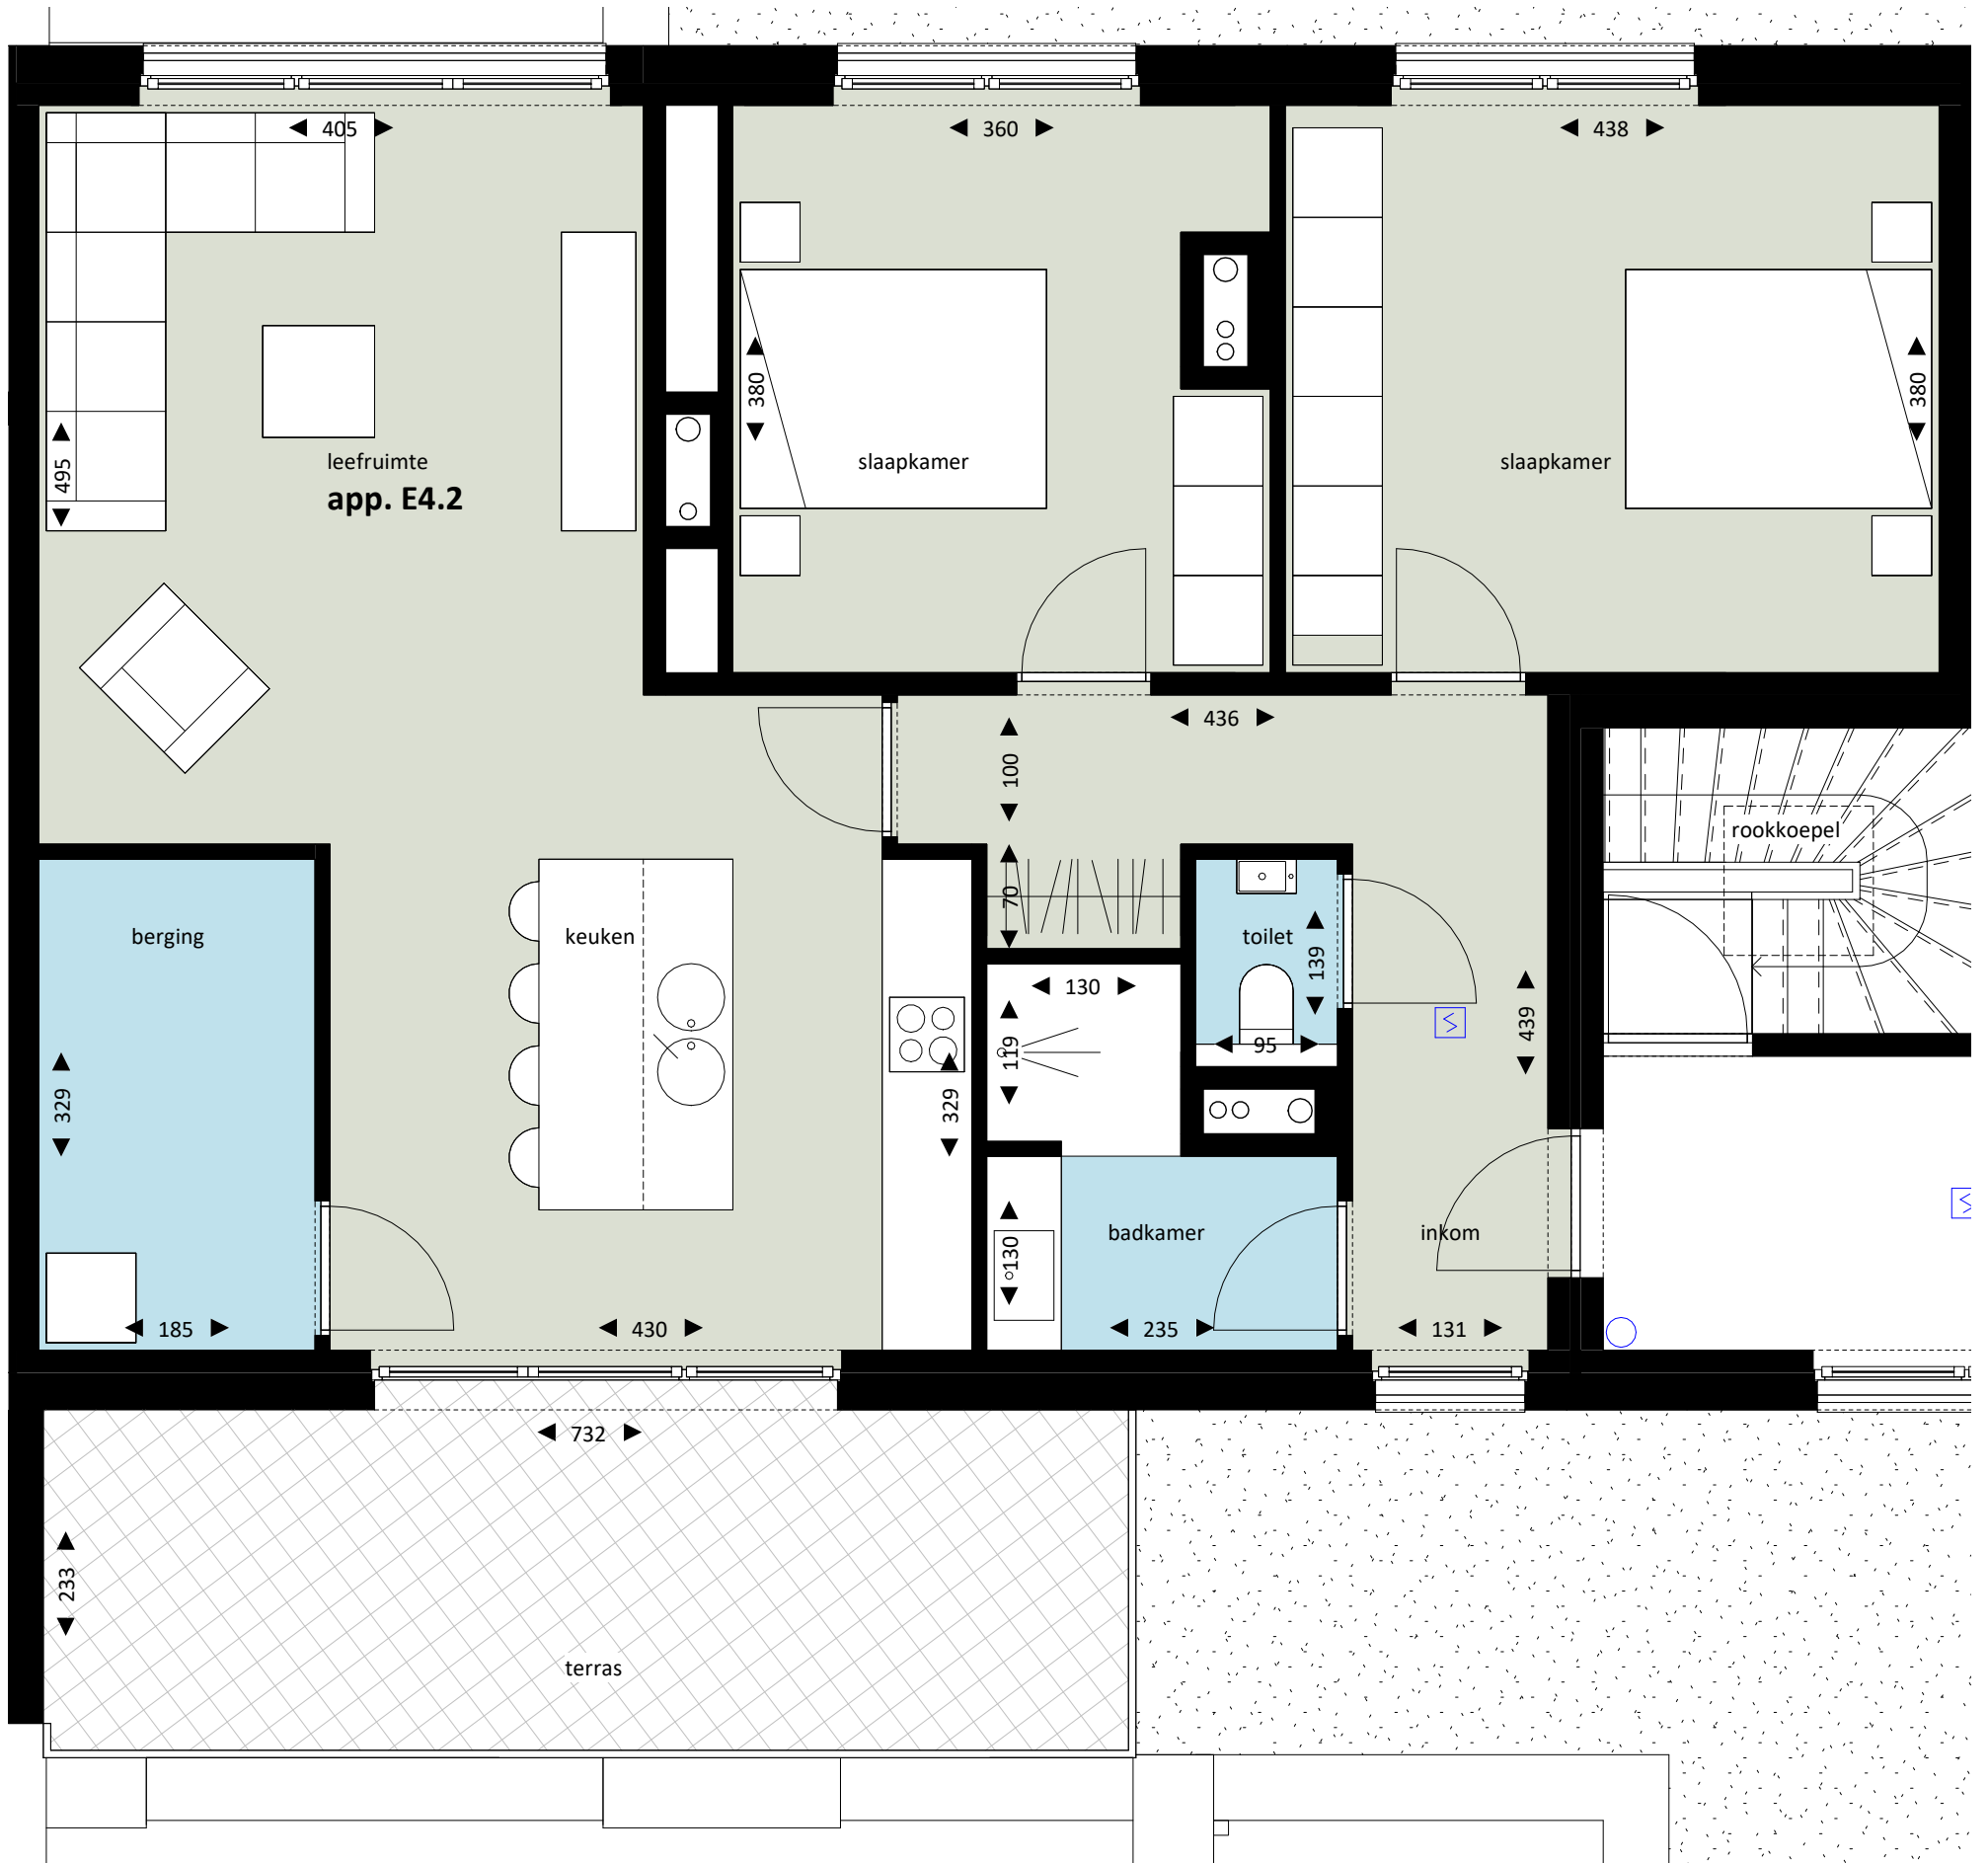 405
360
438
380
380
495
leefruimte
app. E4.2
slaapkamer
slaapkamer
436
100
rookkoepel
70
berging
keuken
toilet
139
130
439
119
95
329
329
badkamer
inkom
130
185
430
235
131
732
233
terras